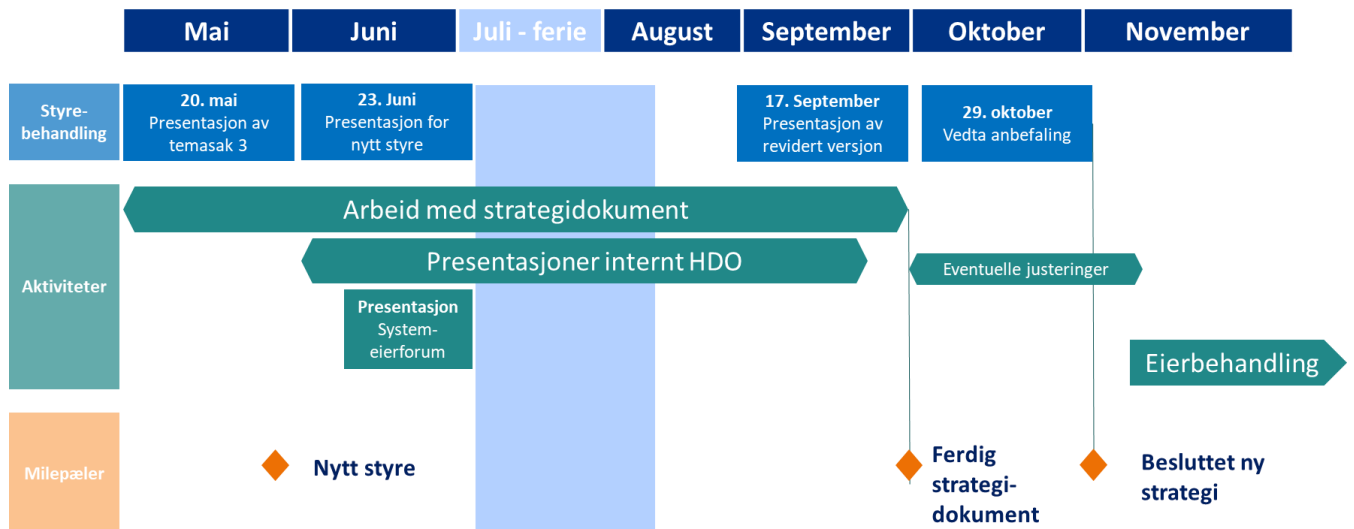 Mai
Juni
Juli - ferie
August
September
Oktober
November
Styre-
behandling
20. mai
Presentasjon av
temasak 3
23. Juni
Presentasjon for
nytt styre
17. September
Presentasjon av
revidert versjon
29. oktober
Vedta anbefaling
Aktiviteter
Arbeid med strategidokument
Presentasjoner internt HDO
Eventuelle justeringer
Presentasjon
System-
eierforum
Eierbehandling
Milepæler
Nytt styre
Ferdig
strategi-
dokument
Besluttet ny
strategi